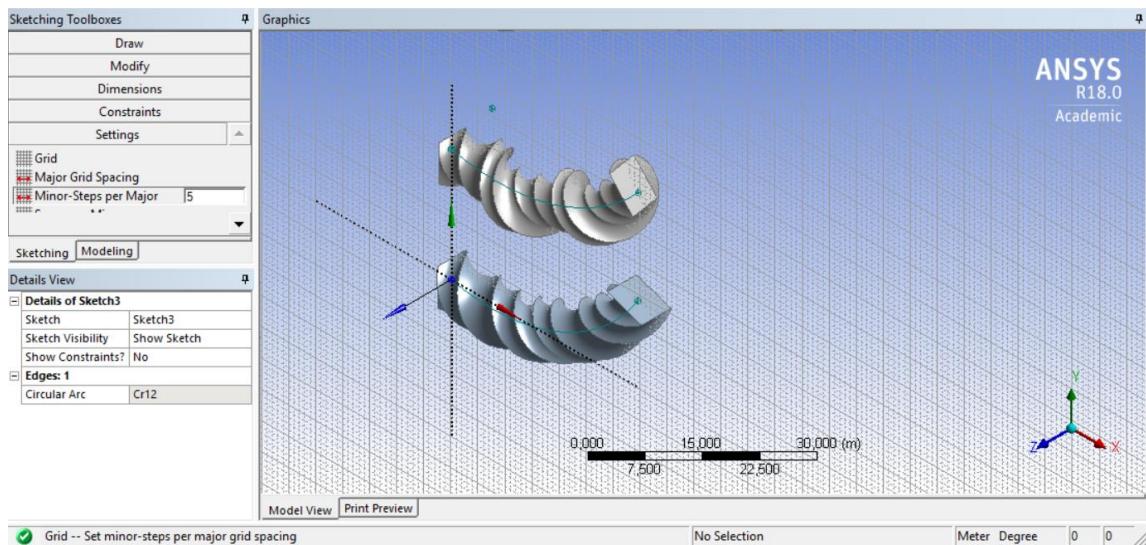 Sketching Toolboxes
Draw
Modify
Dimensions
Constraints
Settings
Grid
Major Grid Spacing
Minor-Steps per Major 5
Sketching Modeling
Details View
Details of Sketch3
Sketch Sketch3
Sketch Visibility Show Sketch
Show Constraints? No
Edges: 1
Circular Arc Cr12
Graphics
ANSYS
R18.0
Academic
0,000 15,000 30,000 (m)
7,500 22,500
Y
Z X
Model View Print Preview
Grid -- Set minor-steps per major grid spacing No Selection Meter Degree 0 0